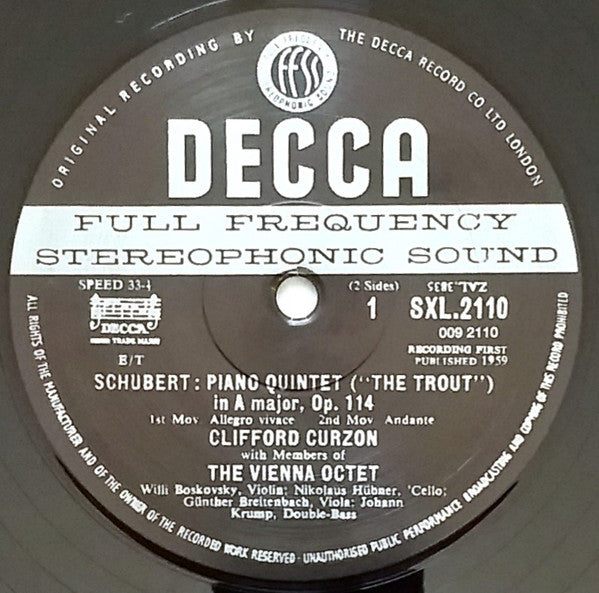 ORIGINAL RECORDING BY THE DECCA RECORD CO LTD LONDON
FFSS
DECCA
FULL FREQUENCY
STEREOPHONIC SOUND
SPEED 33⅓
(2 Sides)
ZAL.3835
1
SXL.2110
009 2110
DECCA
TRADE MARK
RECORDING FIRST
PUBLISHED 1959
E/T
SCHUBERT: PIANO QUINTET ("THE TROUT")
in A major, Op. 114
1st Mov. Allegro vivace 2nd Mov Andante
CLIFFORD CURZON
with Members of
THE VIENNA OCTET
Willi Boskovsky, Violin; Nikolaus Hübner, 'Cello;
Günther Breitenbach, Viola; Johann
Krump, Double-Bass
ALL RIGHTS OF THE MANUFACTURER AND OF THE OWNER OF THE RECORDED WORK RESERVED · UNAUTHORISED PUBLIC PERFORMANCE BROADCASTING AND COPYING OF THIS RECORD PROHIBITED